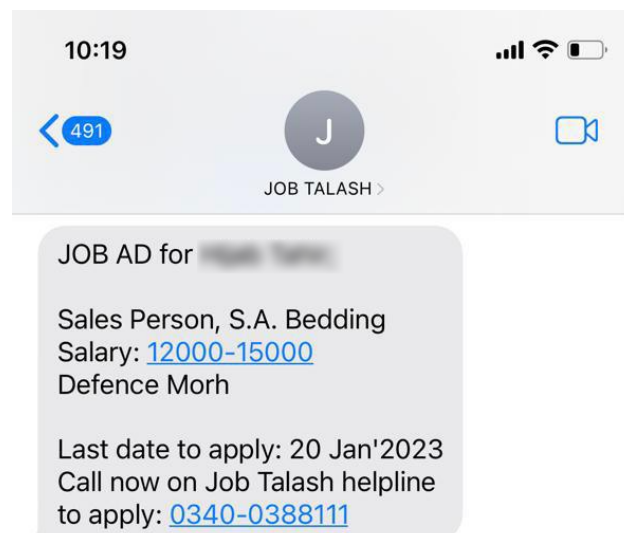 10:19
491
J
JOB TALASH
JOB AD for
Sales Person, S.A. Bedding
Salary: 12000-15000
Defence Morh
Last date to apply: 20 Jan'2023
Call now on Job Talash helpline
to apply: 0340-0388111